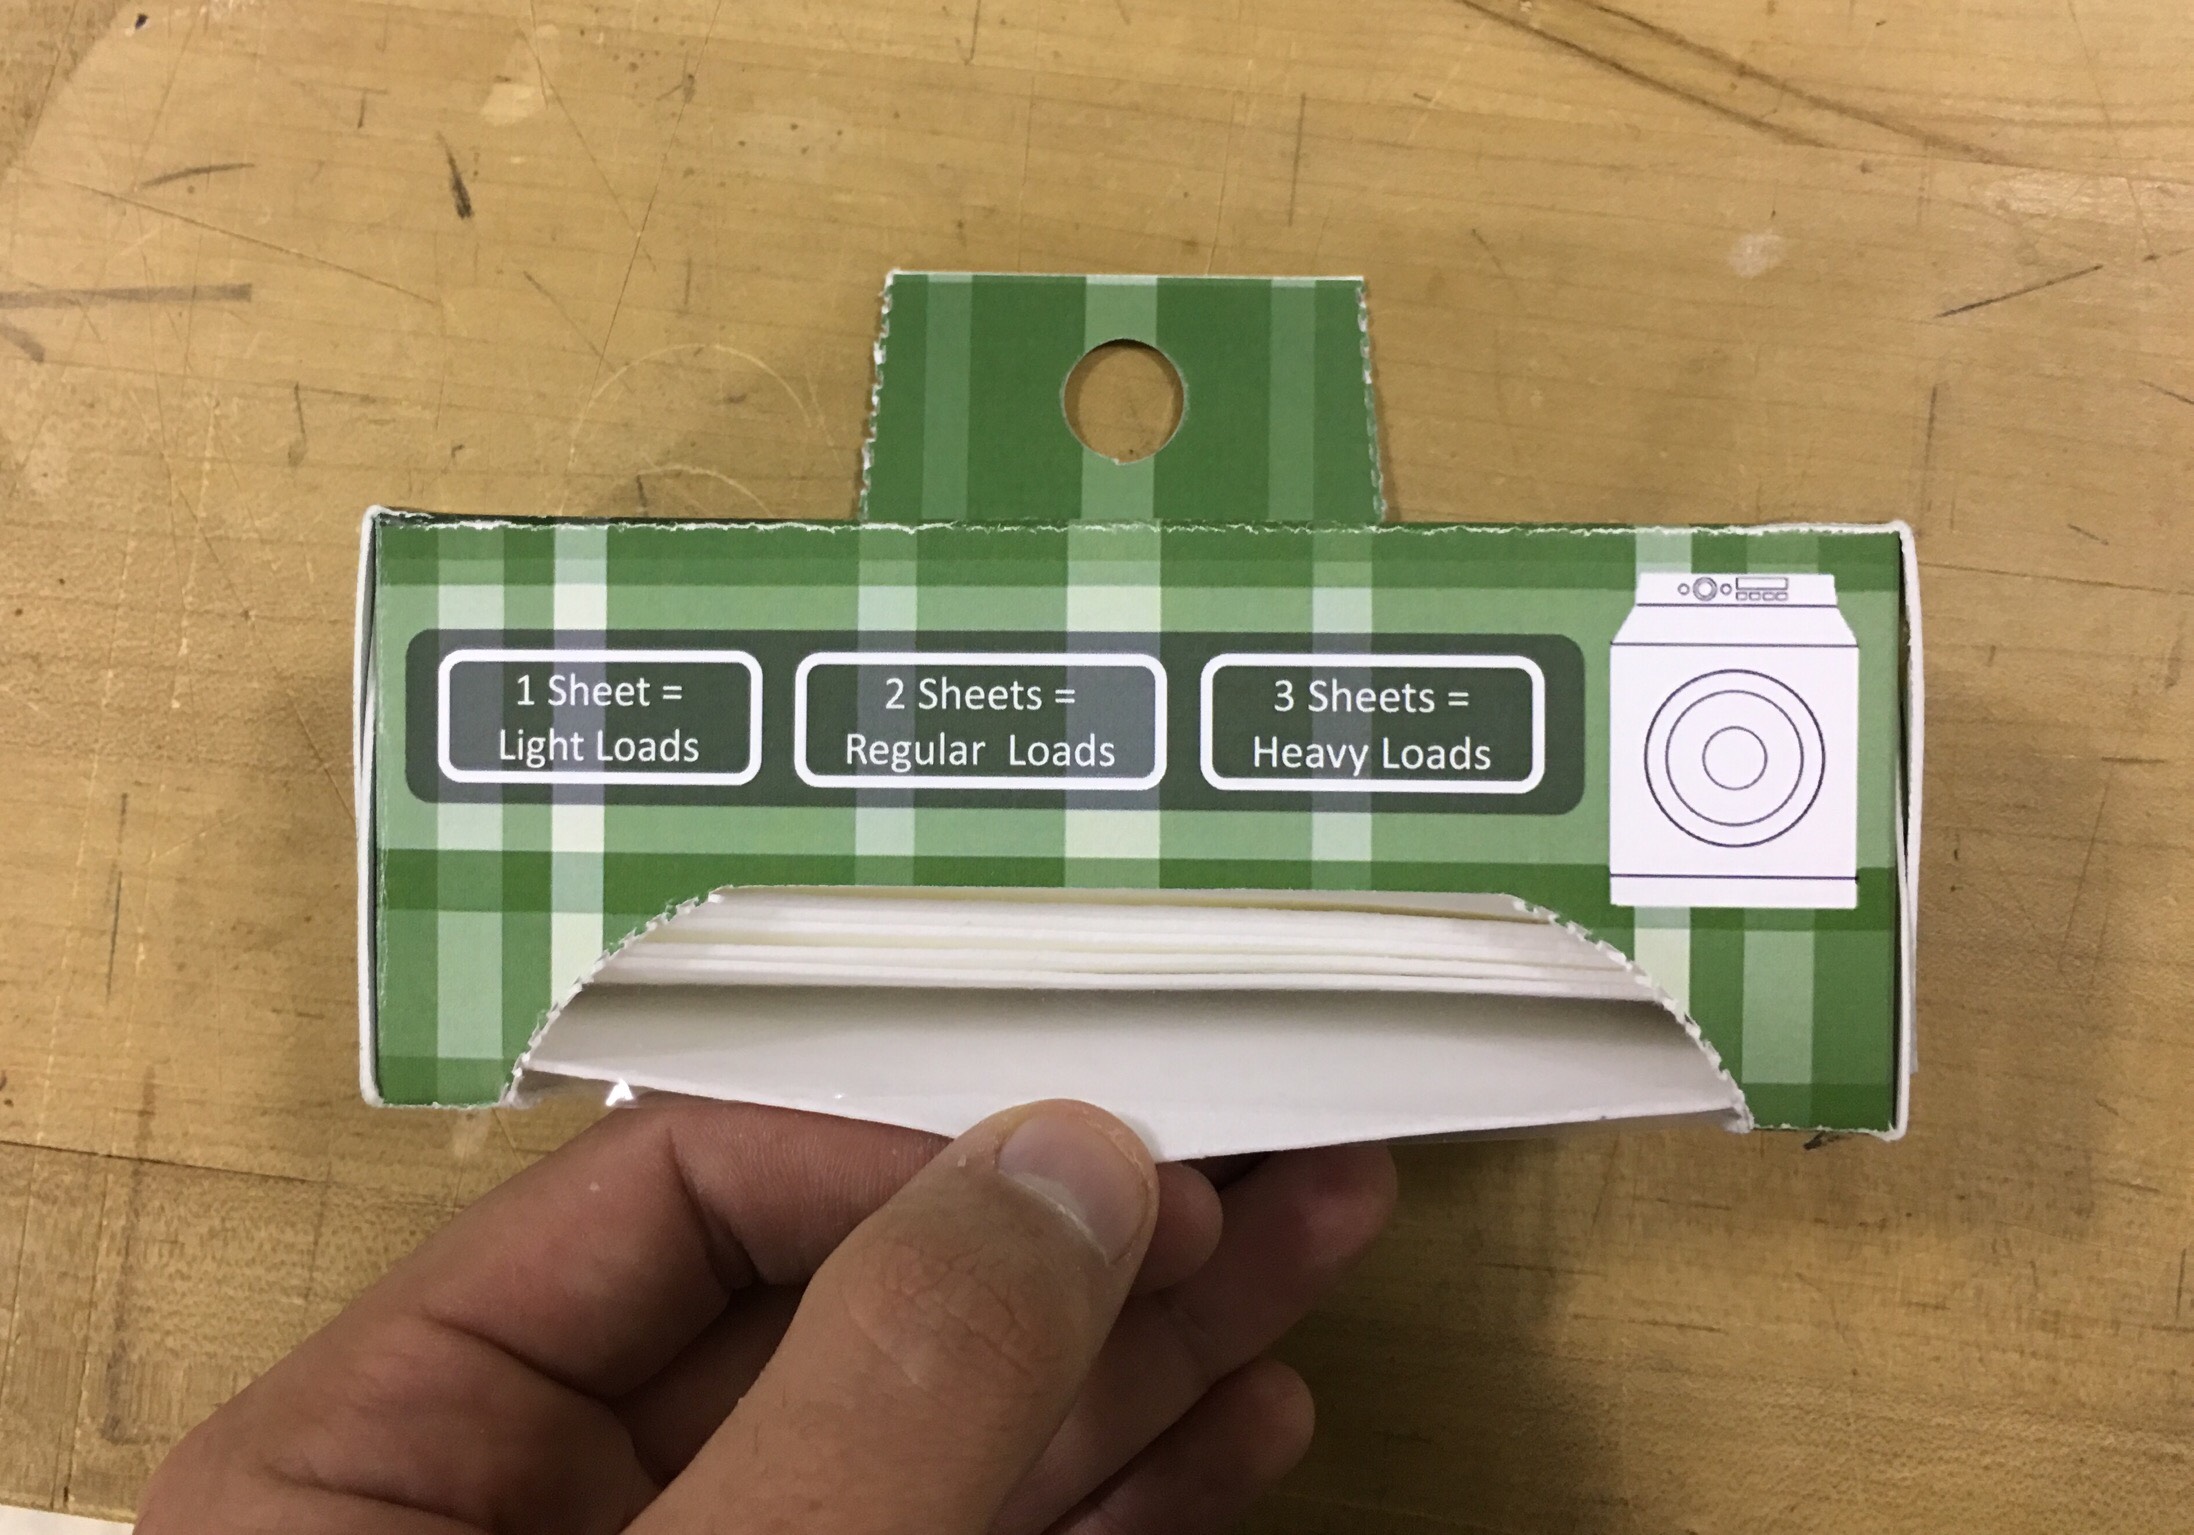 1 Sheet =
Light Loads
2 Sheets =
Regular  Loads
3 Sheets =
Heavy Loads